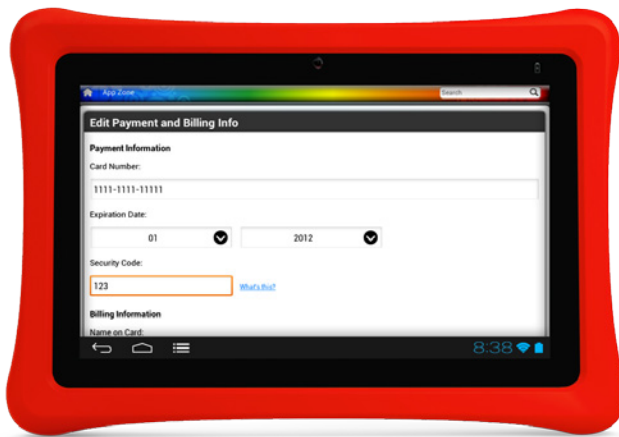 App Zone
Search
Edit Payment and Billing Info
Payment Information
Card Number:
1111-1111-11111
Expiration Date:
01 2012
Security Code:
123 What's this?
Billing Information
Name on Card:
8:38